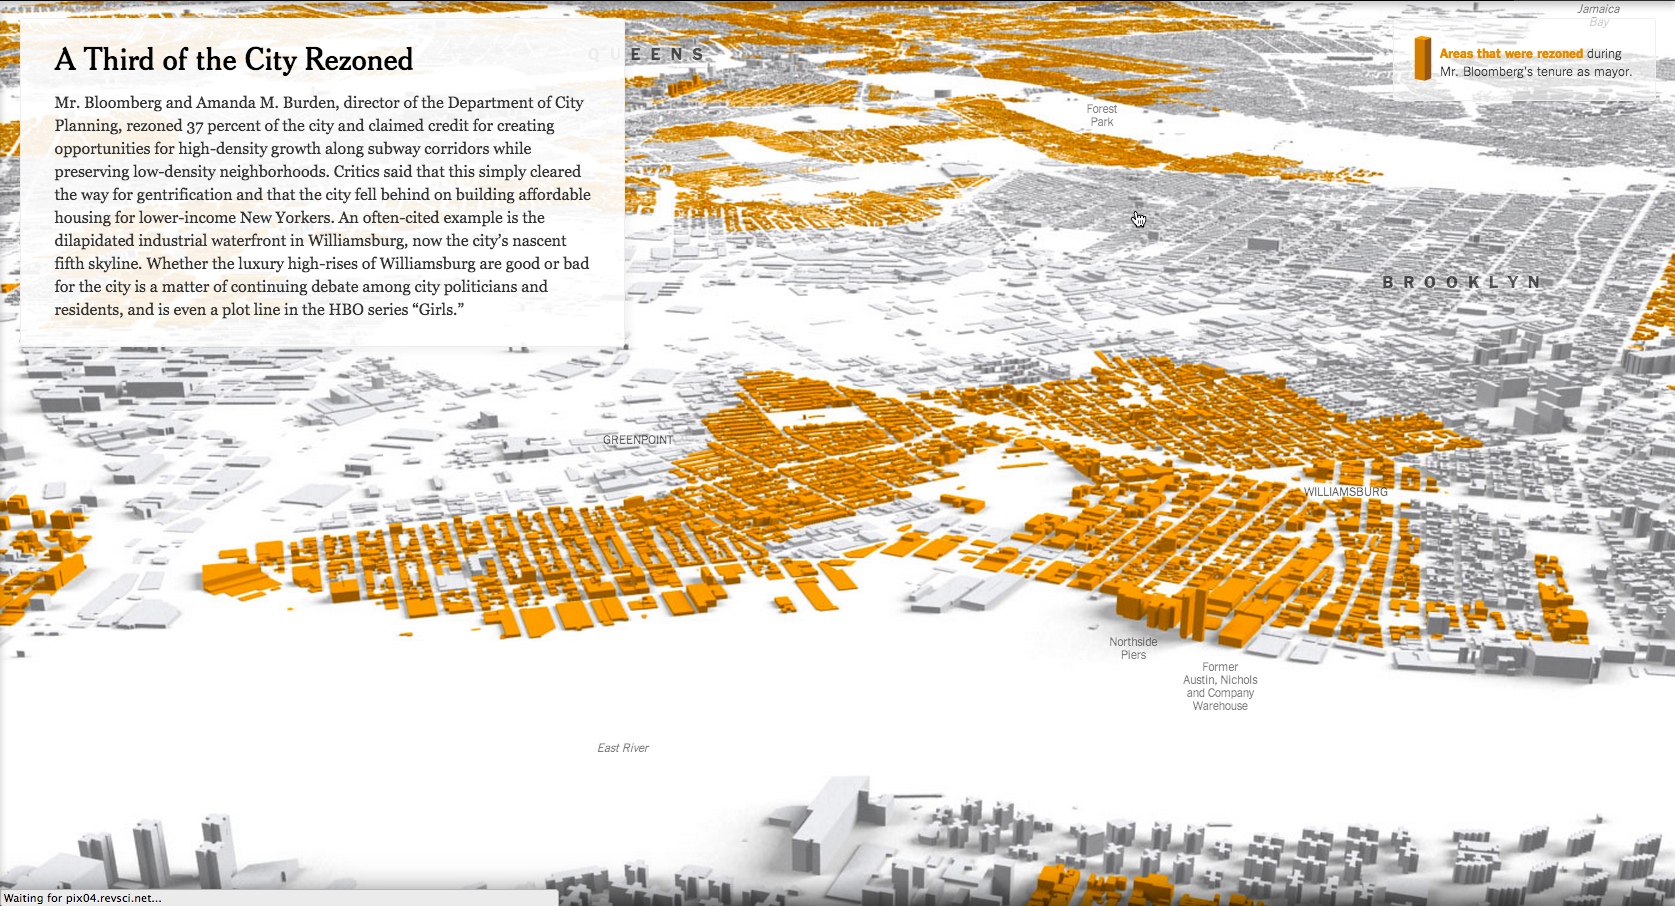 A Third of the City Rezoned
Mr. Bloomberg and Amanda M. Burden, director of the Department of City
Planning, rezoned 37 percent of the city and claimed credit for creating
opportunities for high-density growth along subway corridors while
preserving low-density neighborhoods. Critics said that this simply cleared
the way for gentrification and that the city fell behind on building affordable
housing for lower-income New Yorkers. An often-cited example is the
dilapidated industrial waterfront in Williamsburg, now the city’s nascent
fifth skyline. Whether the luxury high-rises of Williamsburg are good or bad
for the city is a matter of continuing debate among city politicians and
residents, and is even a plot line in the HBO series “Girls.”
QUEENS
Jamaica
Bay
Areas that were rezoned during
Mr. Bloomberg’s tenure as mayor.
Forest
Park
BROOKLYN
GREENPOINT
WILLIAMSBURG
Northside
Piers
Former
Austin, Nichols
and Company
Warehouse
East River
Waiting for pix04.revsci.net...